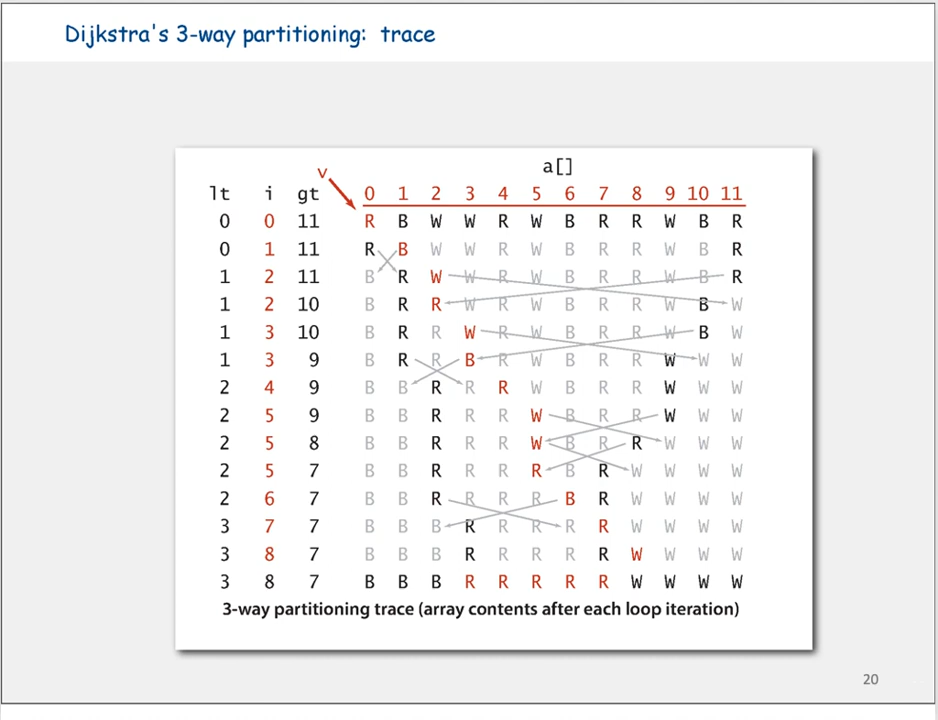 Dijkstra's 3-way partitioning: trace
a[]
v
lt i gt 0 1 2 3 4 5 6 7 8 9 10 11
0 0 11 R B W W R W B R R W B R
0 1 11 R B W W R W B R R W B R
1 2 11 B R W W R W B R R W B R
1 2 10 B R R W R W B R R W B W
1 3 10 B R R W R W B R R W B W
1 3 9 B R R B R W B R R W W W
2 4 9 B B R R R W B R R W W W
2 5 9 B B R R R W B R R W W W
2 5 8 B B R R R W B R R W W W
2 5 7 B B R R R R B R W W W W
2 6 7 B B R R R R B R W W W W
3 7 7 B B B R R R R R W W W W
3 8 7 B B B R R R R R W W W W
3 8 7 B B B R R R R R W W W W
3-way partitioning trace (array contents after each loop iteration)
20